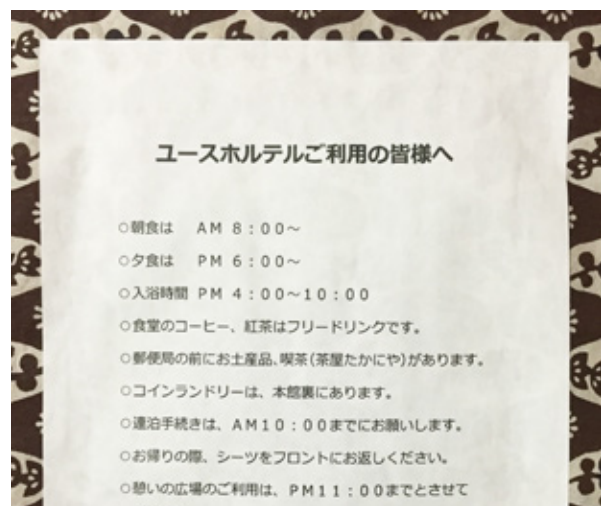 ユースホルテルご利用の皆様へ
○朝食は　AM 8：00～
○夕食は　PM 6：00～
○入浴時間 PM 4：00～10：00
○食堂のコーヒー、紅茶はフリードリンクです。
○郵便局の前にお土産品、喫茶(茶屋たかにや)があります。
○コインランドリーは、本館裏にあります。
○連泊手続きは、AM10：00までにお願いします。
○お帰りの際、シーツをフロントにお返しください。
○憩いの広場のご利用は、PM11：00までとさせて